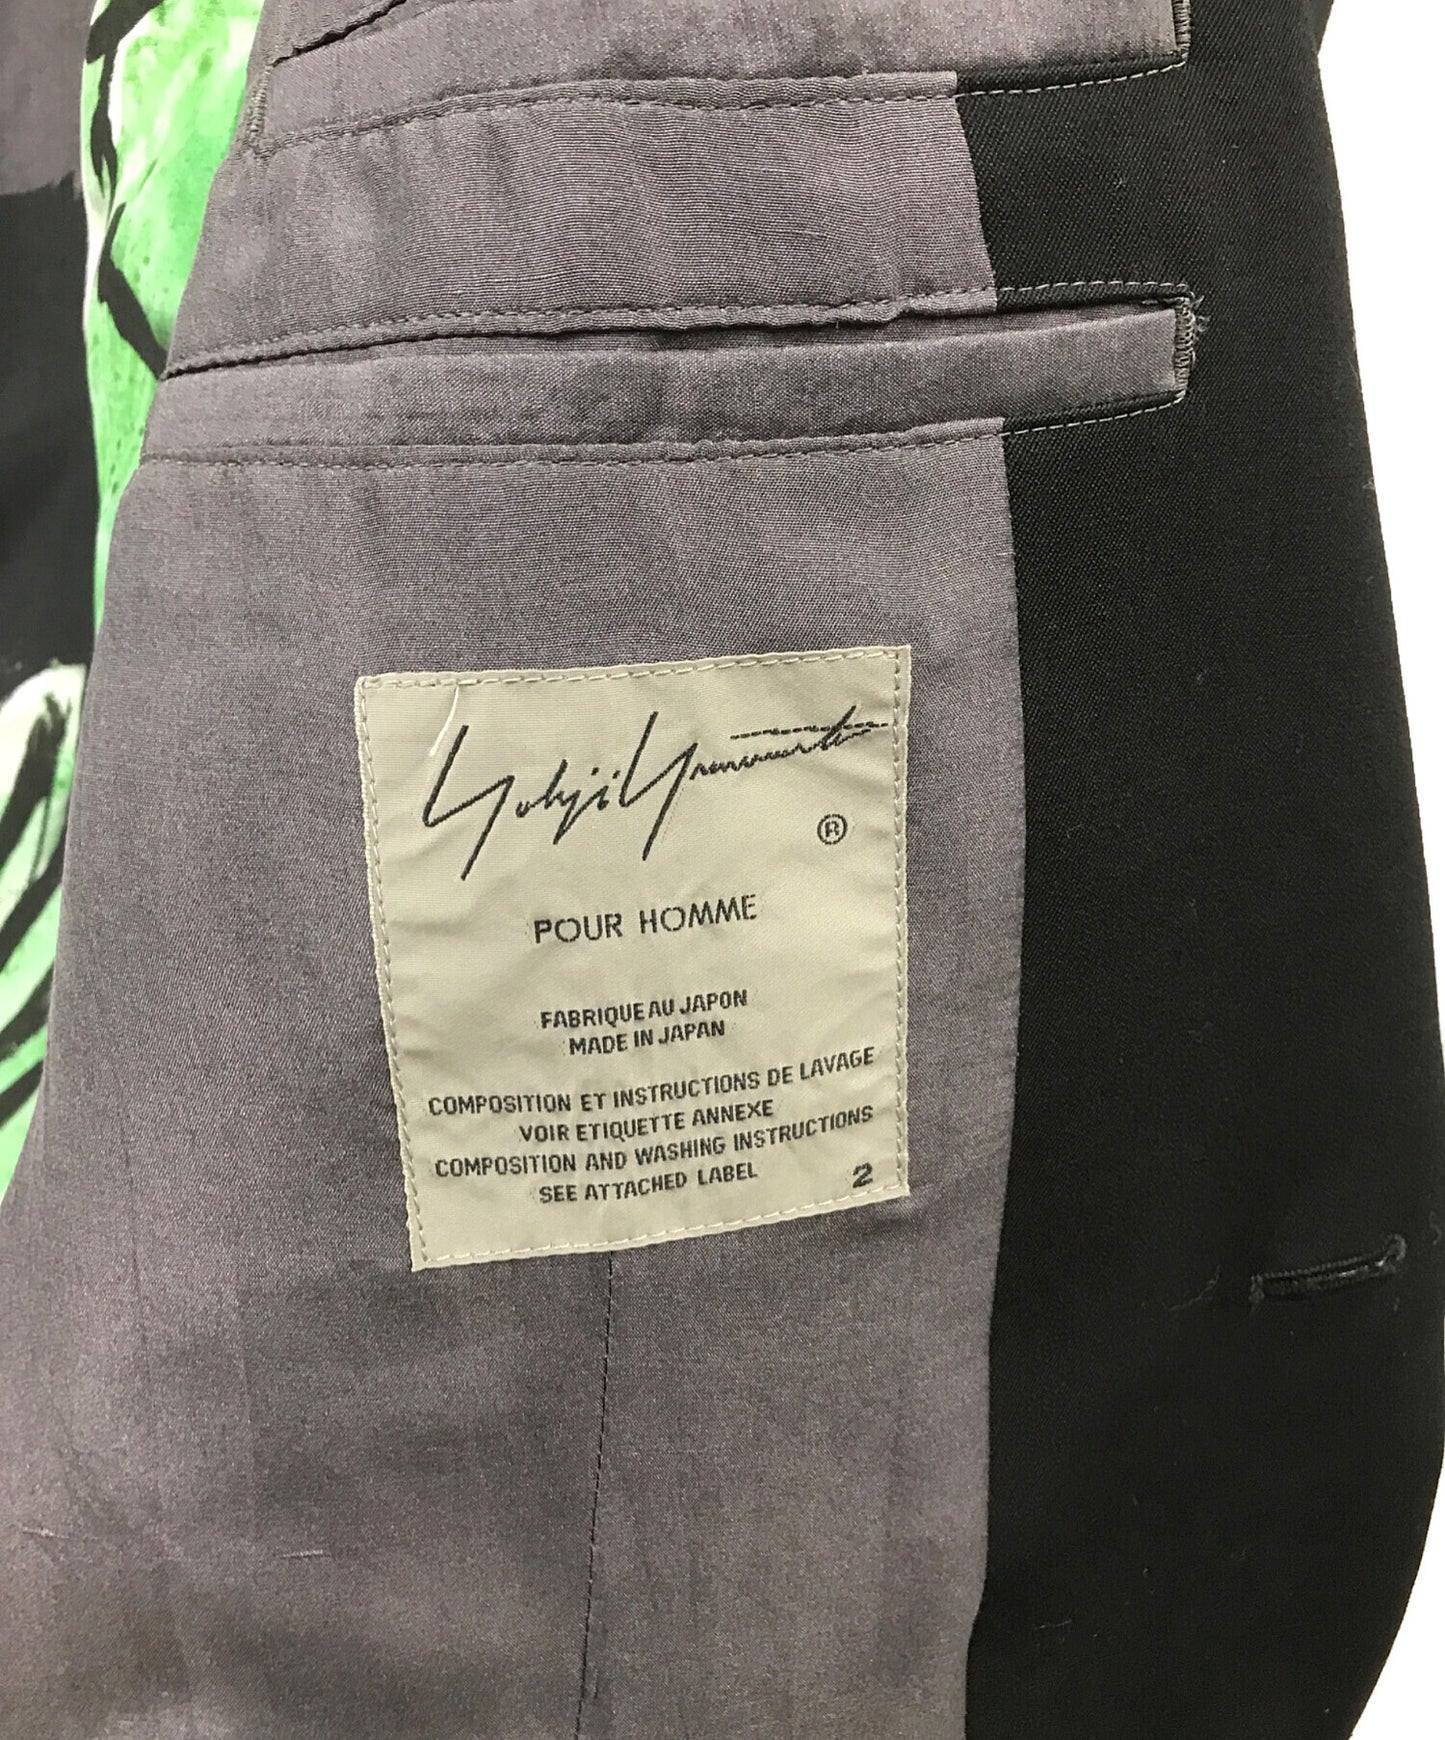 Yohji Yamamoto
®
POUR HOMME
FABRIQUE AU JAPON
MADE IN JAPAN
COMPOSITION ET INSTRUCTIONS DE LAVAGE
VOIR ETIQUETTE ANNEXE
COMPOSITION AND WASHING INSTRUCTIONS
SEE ATTACHED LABEL 2